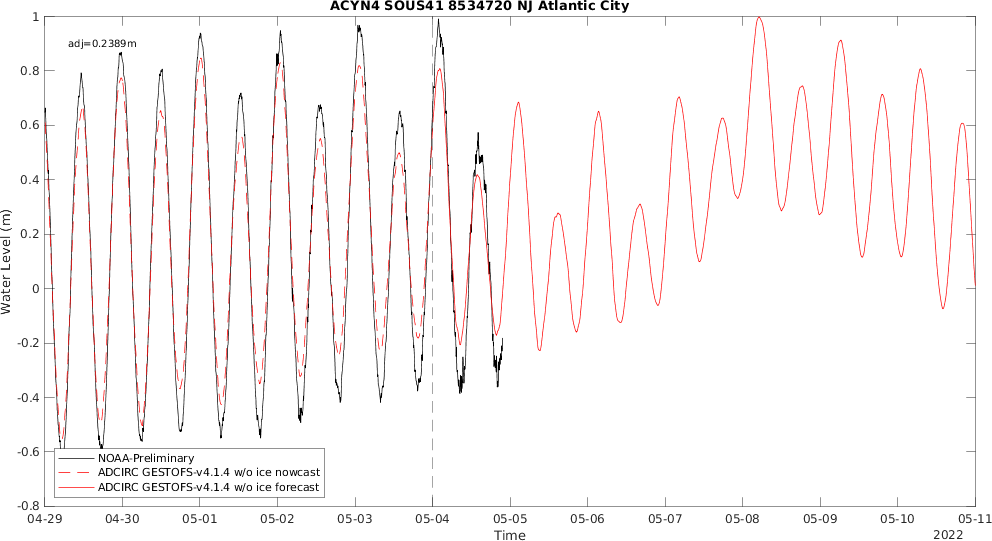 ACYN4 SOUS41 8534720 NJ Atlantic City
adj=0.2389m
1
0.8
0.6
0.4
0.2
0
-0.2
-0.4
-0.6
-0.8
Water Level (m)
NOAA-Preliminary
ADCIRC GESTOFS-v4.1.4 w/o ice nowcast
ADCIRC GESTOFS-v4.1.4 w/o ice forecast
04-29 04-30 05-01 05-02 05-03 05-04 05-05 05-06 05-07 05-08 05-09 05-10 05-11
Time
2022